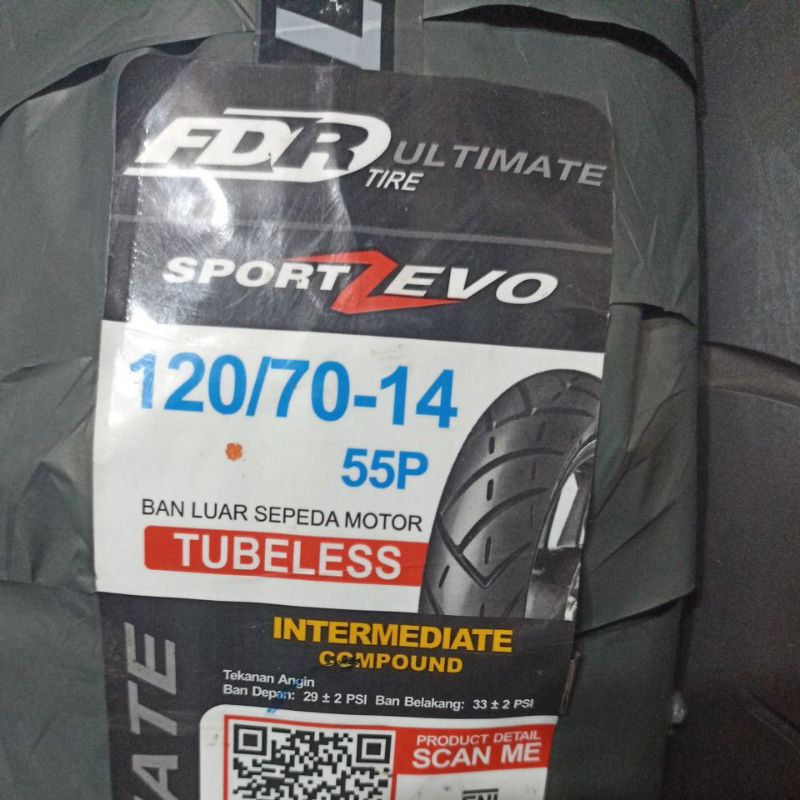 FDR ULTIMATE
TIRE
SPORT ZEVO
120/70-14
55P
BAN LUAR SEPEDA MOTOR
TUBELESS
INTERMEDIATE
COMPOUND
Tekanan Angin
Ban Depan: 29 ± 2 PSI Ban Belakang: 33 ± 2 PSI
PRODUCT DETAIL
SCAN ME
SNI